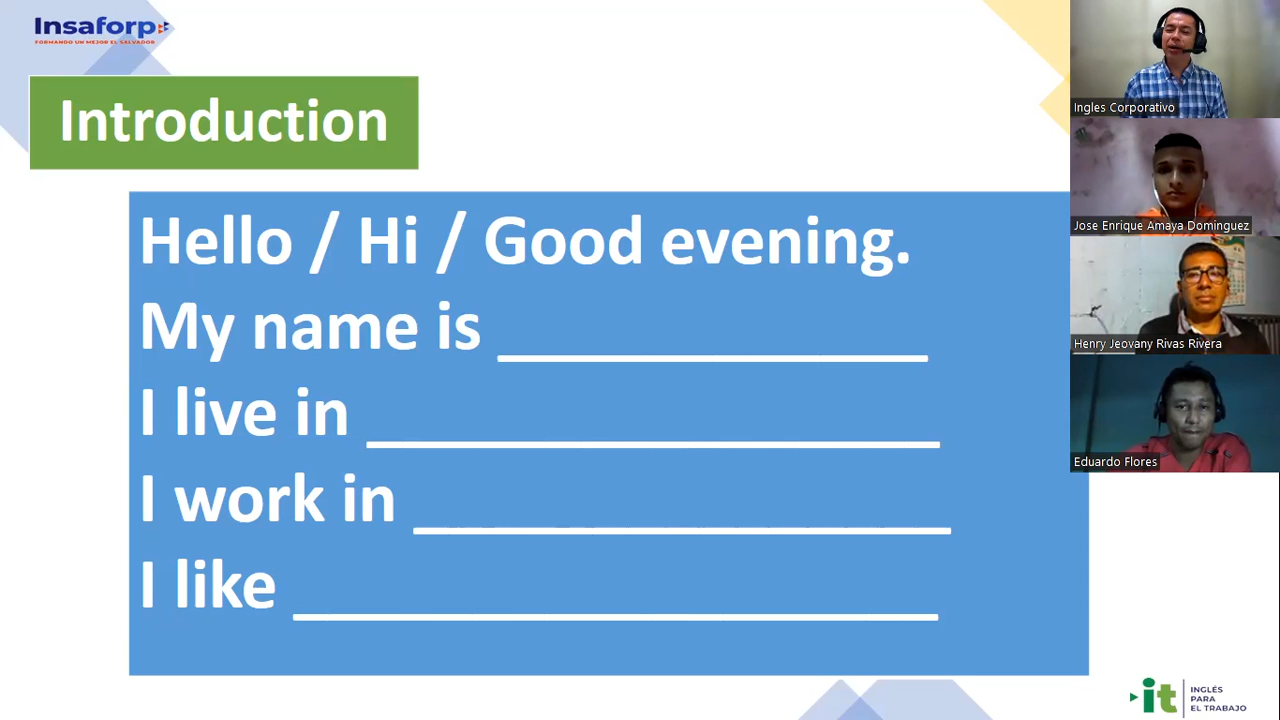 Insaforp
FORMANDO UN MEJOR EL SALVADOR
Introduction
Hello / Hi / Good evening.
My name is _______________
I live in ____________________
I work in ___________________
I like _______________________
Ingles Corporativo
Jose Enrique Amaya Dominguez
Henry Jeovany Rivas Rivera
Eduardo Flores
it
INGLÉS
PARA
EL TRABAJO